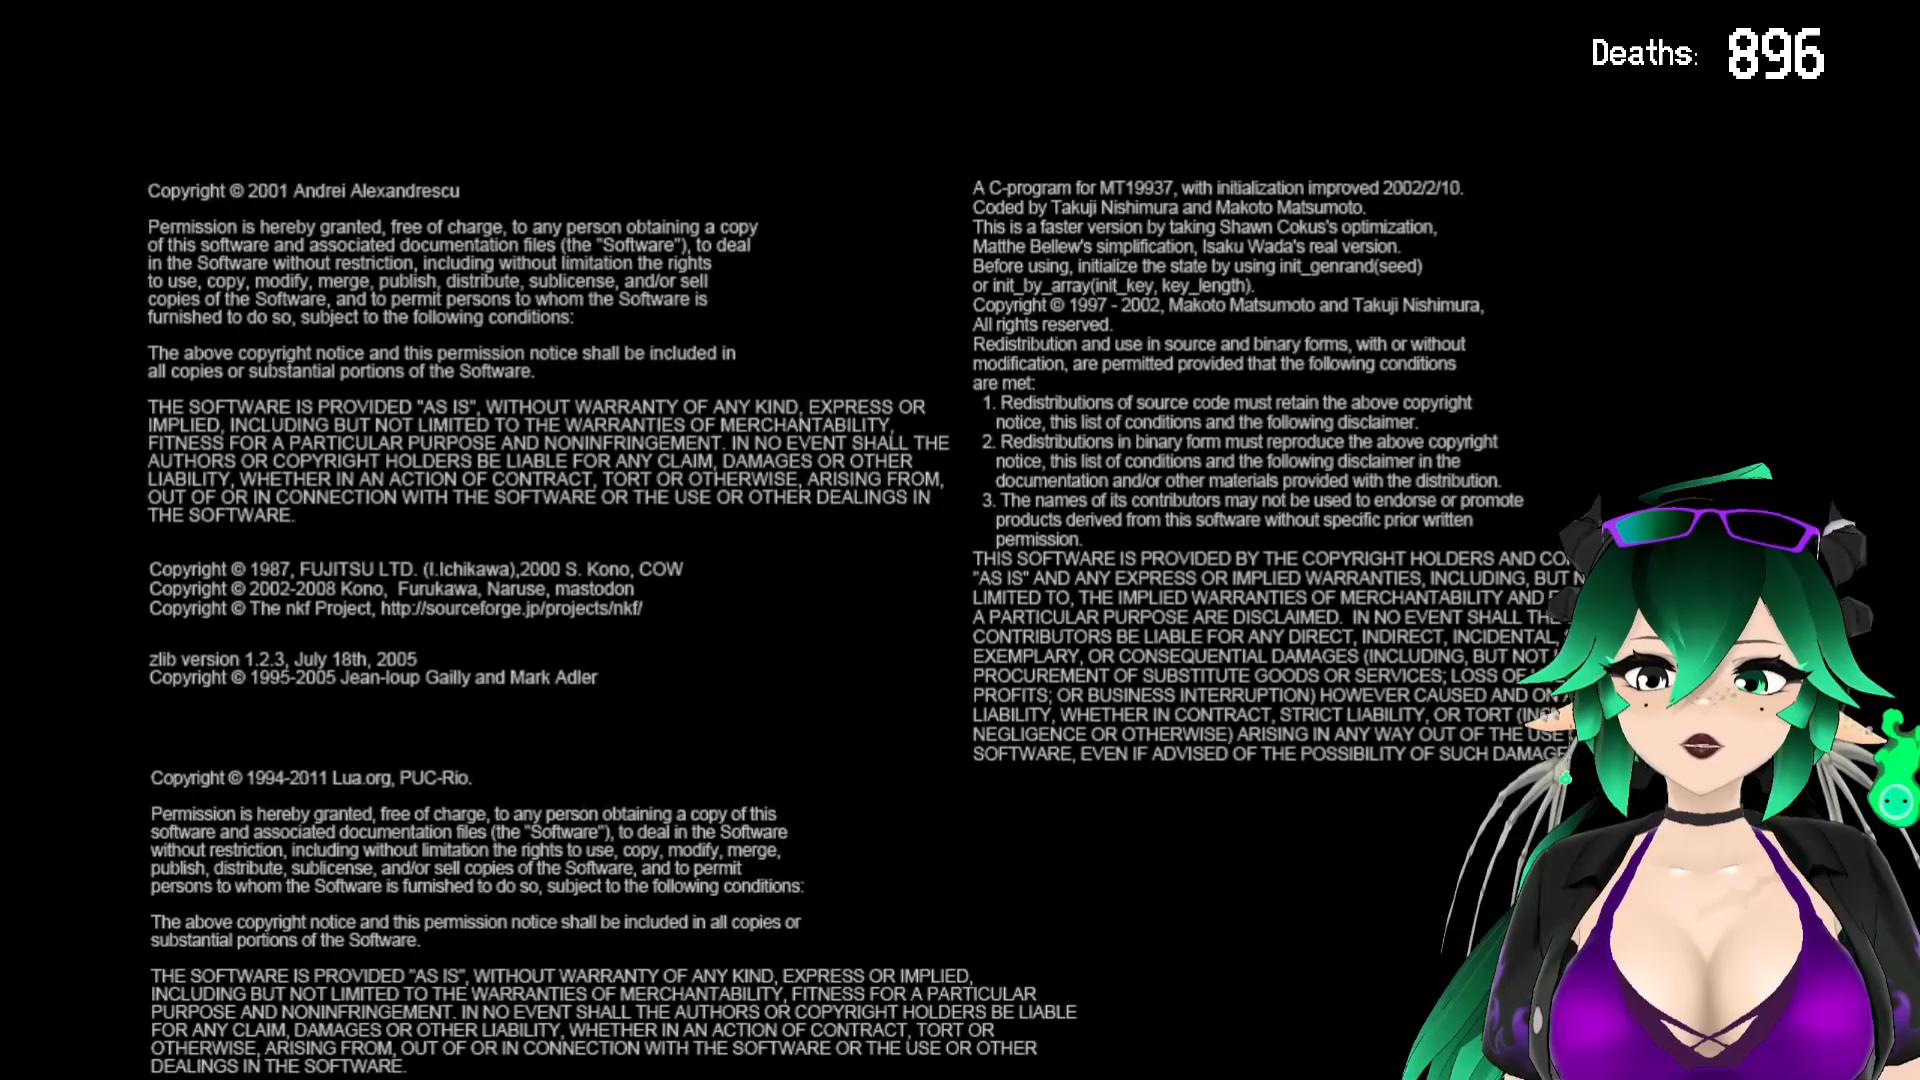 Deaths: 896
Copyright © 2001 Andrei Alexandrescu
Permission is hereby granted, free of charge, to any person obtaining a copy
of this software and associated documentation files (the "Software"), to deal
in the Software without restriction, including without limitation the rights
to use, copy, modify, merge, publish, distribute, sublicense, and/or sell
copies of the Software, and to permit persons to whom the Software is
furnished to do so, subject to the following conditions:
The above copyright notice and this permission notice shall be included in
all copies or substantial portions of the Software.
THE SOFTWARE IS PROVIDED "AS IS", WITHOUT WARRANTY OF ANY KIND, EXPRESS OR
IMPLIED, INCLUDING BUT NOT LIMITED TO THE WARRANTIES OF MERCHANTABILITY,
FITNESS FOR A PARTICULAR PURPOSE AND NONINFRINGEMENT. IN NO EVENT SHALL THE
AUTHORS OR COPYRIGHT HOLDERS BE LIABLE FOR ANY CLAIM, DAMAGES OR OTHER
LIABILITY, WHETHER IN AN ACTION OF CONTRACT, TORT OR OTHERWISE, ARISING FROM,
OUT OF OR IN CONNECTION WITH THE SOFTWARE OR THE USE OR OTHER DEALINGS IN
THE SOFTWARE.
Copyright © 1987, FUJITSU LTD. (I.Ichikawa),2000 S. Kono, COW
Copyright © 2002-2008 Kono, Furukawa, Naruse, mastodon
Copyright © The nkf Project, http://sourceforge.jp/projects/nkf/
zlib version 1.2.3, July 18th, 2005
Copyright © 1995-2005 Jean-loup Gailly and Mark Adler
Copyright © 1994-2011 Lua.org, PUC-Rio.
Permission is hereby granted, free of charge, to any person obtaining a copy of this
software and associated documentation files (the "Software"), to deal in the Software
without restriction, including without limitation the rights to use, copy, modify, merge,
publish, distribute, sublicense, and/or sell copies of the Software, and to permit
persons to whom the Software is furnished to do so, subject to the following conditions:
The above copyright notice and this permission notice shall be included in all copies or
substantial portions of the Software.
THE SOFTWARE IS PROVIDED "AS IS", WITHOUT WARRANTY OF ANY KIND, EXPRESS OR IMPLIED,
INCLUDING BUT NOT LIMITED TO THE WARRANTIES OF MERCHANTABILITY, FITNESS FOR A PARTICULAR
PURPOSE AND NONINFRINGEMENT. IN NO EVENT SHALL THE AUTHORS OR COPYRIGHT HOLDERS BE LIABLE
FOR ANY CLAIM, DAMAGES OR OTHER LIABILITY, WHETHER IN AN ACTION OF CONTRACT, TORT OR
OTHERWISE, ARISING FROM, OUT OF OR IN CONNECTION WITH THE SOFTWARE OR THE USE OR OTHER
DEALINGS IN THE SOFTWARE.
A C-program for MT19937, with initialization improved 2002/2/10.
Coded by Takuji Nishimura and Makoto Matsumoto.
This is a faster version by taking Shawn Cokus's optimization,
Matthe Bellew's simplification, Isaku Wada's real version.
Before using, initialize the state by using init_genrand(seed)
or init_by_array(init_key, key_length).
Copyright © 1997 - 2002, Makoto Matsumoto and Takuji Nishimura,
All rights reserved.
Redistribution and use in source and binary forms, with or without
modification, are permitted provided that the following conditions
are met:
1. Redistributions of source code must retain the above copyright
notice, this list of conditions and the following disclaimer.
2. Redistributions in binary form must reproduce the above copyright
notice, this list of conditions and the following disclaimer in the
documentation and/or other materials provided with the distribution.
3. The names of its contributors may not be used to endorse or promote
products derived from this software without specific prior written
permission.
THIS SOFTWARE IS PROVIDED BY THE COPYRIGHT HOLDERS AND
"AS IS" AND ANY EXPRESS OR IMPLIED WARRANTIES, INCLUDING, BUT
LIMITED TO, THE IMPLIED WARRANTIES OF MERCHANTABILITY AND
A PARTICULAR PURPOSE ARE DISCLAIMED. IN NO EVENT SHALL THE
CONTRIBUTORS BE LIABLE FOR ANY DIRECT, INDIRECT, INCIDENTAL,
EXEMPLARY, OR CONSEQUENTIAL DAMAGES (INCLUDING, BUT NOT
PROCUREMENT OF SUBSTITUTE GOODS OR SERVICES; LOSS OF
PROFITS; OR BUSINESS INTERRUPTION) HOWEVER CAUSED AND ON
LIABILITY, WHETHER IN CONTRACT, STRICT LIABILITY, OR TORT
NEGLIGENCE OR OTHERWISE) ARISING IN ANY WAY OUT OF THE USE
SOFTWARE, EVEN IF ADVISED OF THE POSSIBILITY OF SUCH DAMAGE